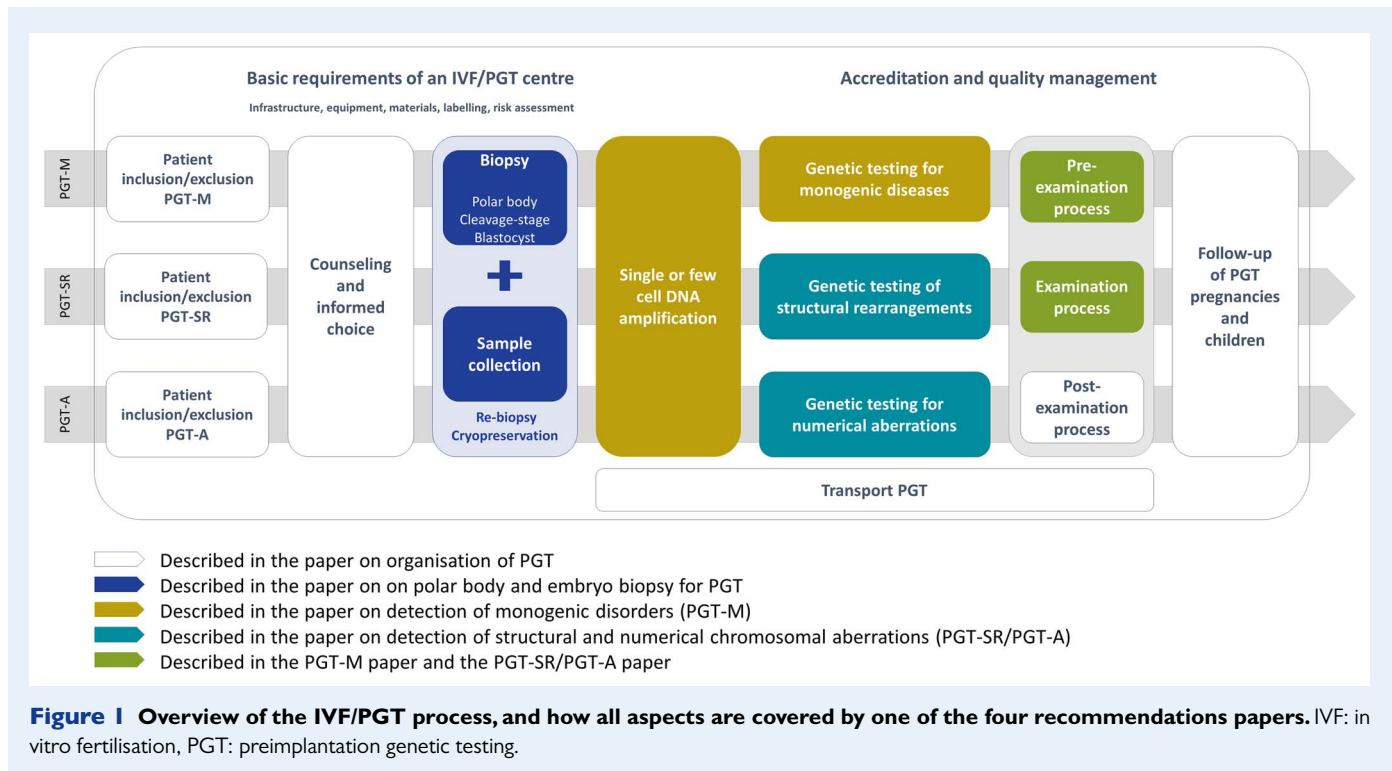 Basic requirements of an IVF/PGT centre
Infrastructure, equipment, materials, labelling, risk assessment
Accreditation and quality management
PGT-M
Patient
inclusion/exclusion
PGT-M
PGT-SR
Patient
inclusion/exclusion
PGT-SR
PGT-A
Patient
inclusion/exclusion
PGT-A
Counseling
and
informed
choice
Biopsy
Polar body
Cleavage-stage
Blastocyst
+
Sample
collection
Re-biopsy
Cryopreservation
Single or few
cell DNA
amplification
Genetic testing for
monogenic diseases
Genetic testing of
structural rearrangements
Genetic testing for
numerical aberrations
Pre-
examination
process
Examination
process
Post-
examination
process
Follow-up
of PGT
pregnancies
and
children
Transport PGT
Described in the paper on organisation of PGT
Described in the paper on on polar body and embryo biopsy for PGT
Described in the paper on detection of monogenic disorders (PGT-M)
Described in the paper on detection of structural and numerical chromosomal aberrations (PGT-SR/PGT-A)
Described in the PGT-M paper and the PGT-SR/PGT-A paper
Figure 1 Overview of the IVF/PGT process, and how all aspects are covered by one of the four recommendations papers. IVF: in
vitro fertilisation, PGT: preimplantation genetic testing.